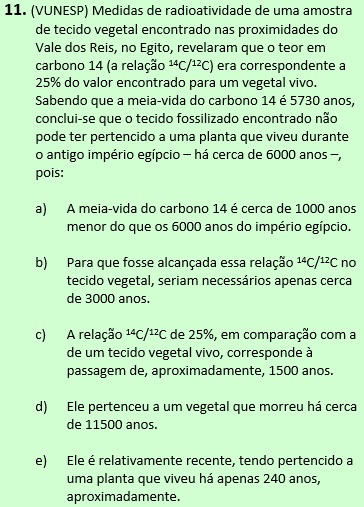 11. (VUNESP) Medidas de radioatividade de uma amostra
de tecido vegetal encontrado nas proximidades do
Vale dos Reis, no Egito, revelaram que o teor em
carbono 14 (a relação ¹⁴C/¹²C) era correspondente a
25% do valor encontrado para um vegetal vivo.
Sabendo que a meia-vida do carbono 14 é 5730 anos,
conclui-se que o tecido fossilizado encontrado não
pode ter pertencido a uma planta que viveu durante
o antigo império egípcio – há cerca de 6000 anos –,
pois:
a) A meia-vida do carbono 14 é cerca de 1000 anos
menor do que os 6000 anos do império egípcio.
b) Para que fosse alcançada essa relação ¹⁴C/¹²C no
tecido vegetal, seriam necessários apenas cerca
de 3000 anos.
c) A relação ¹⁴C/¹²C de 25%, em comparação com a
de um tecido vegetal vivo, corresponde à
passagem de, aproximadamente, 1500 anos.
d) Ele pertenceu a um vegetal que morreu há cerca
de 11500 anos.
e) Ele é relativamente recente, tendo pertencido a
uma planta que viveu há apenas 240 anos,
aproximadamente.